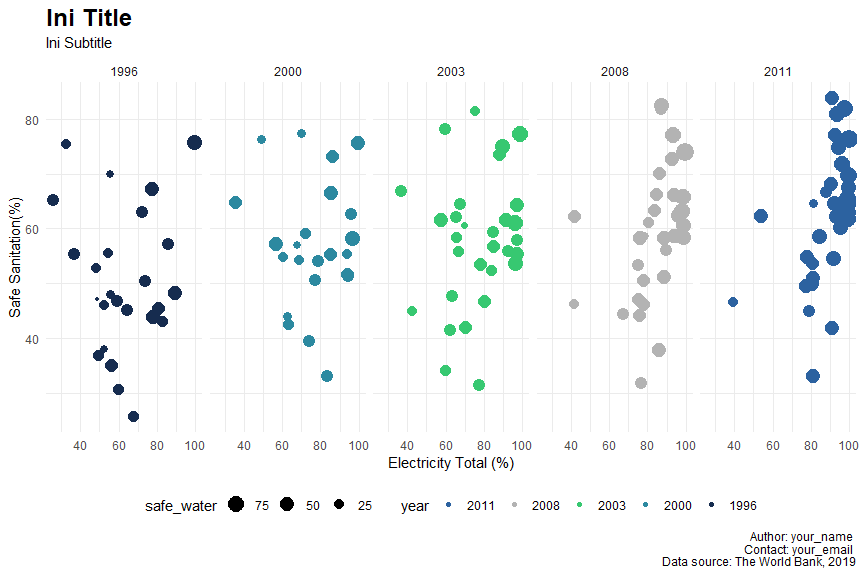 Ini Title
Ini Subtitle
1996 2000 2003 2008 2011
Safe Sanitation(%)
80
60
40
40 60 80 100 40 60 80 100 40 60 80 100 40 60 80 100 40 60 80 100
Electricity Total (%)
safe_water 75 50 25 year 2011 2008 2003 2000 1996
Author: your_name
Contact: your_email
Data source: The World Bank, 2019